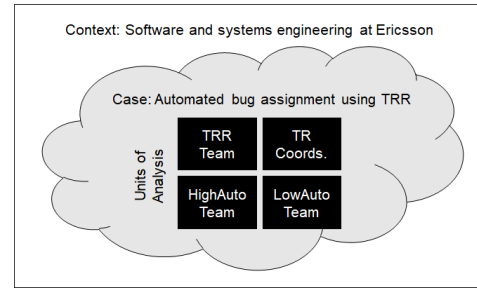 Context: Software and systems engineering at Ericsson
Case: Automated bug assignment using TRR
Units of
Analysis
TRR
Team
TR
Coords.
HighAuto
Team
LowAuto
Team